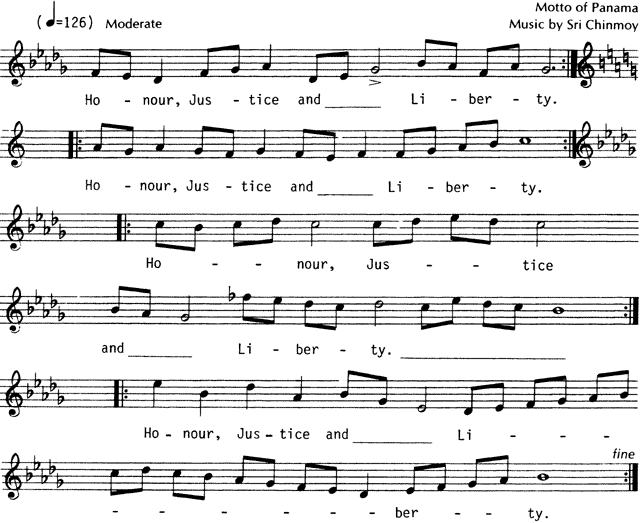 Motto of Panama
(♩=126) Moderate Music by Sri Chinmoy
Ho - nour, Jus - tice and ______ Li - ber - ty.
Ho - nour, Jus - tice and ______ Li - ber - ty.
Ho - - nour, Jus - - tice
and ______ Li - ber - ty. ______
Ho - nour, Jus - tice and ______ Li - - -
fine
- - - - - ber - ty.